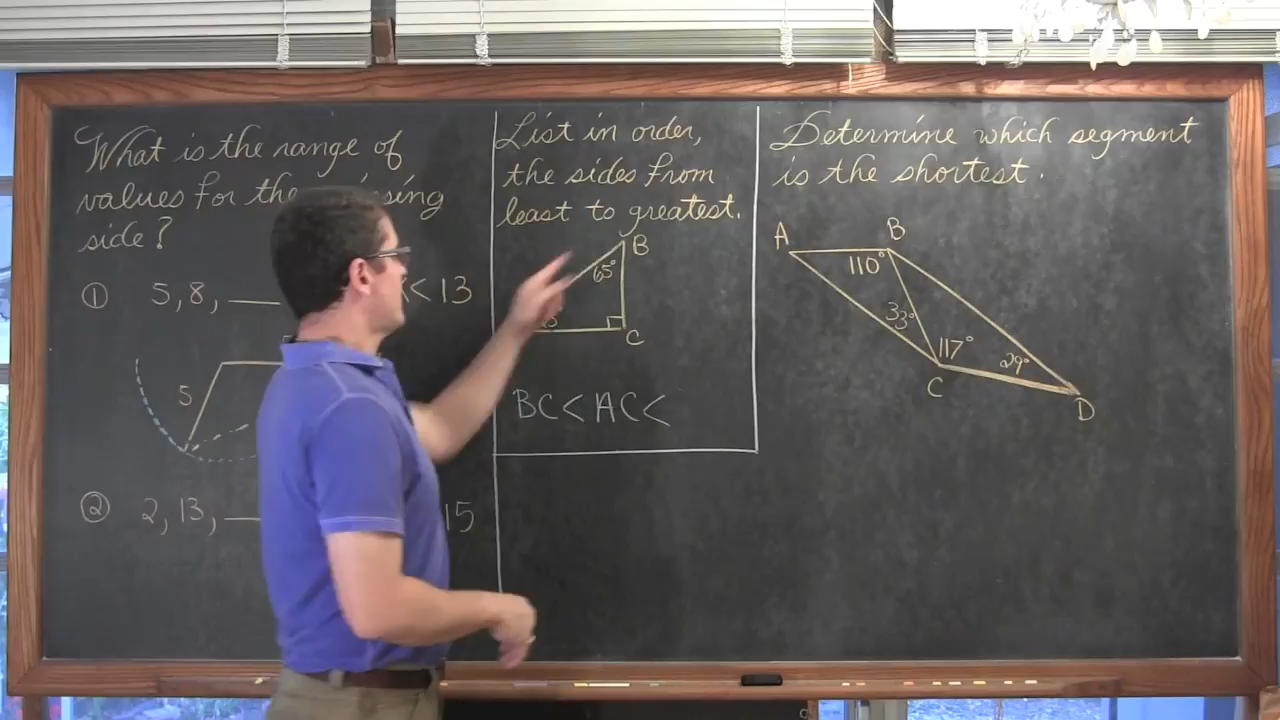 What is the range of
values for the
side?
① 5, 8, ___ < 13
5
② 2, 13, ___ 15
List in order,
the sides from
least to greatest.
B
65°
C
BC < AC <
Determine which segment
is the shortest.
A B
110°
33°
117°
29°
C
D